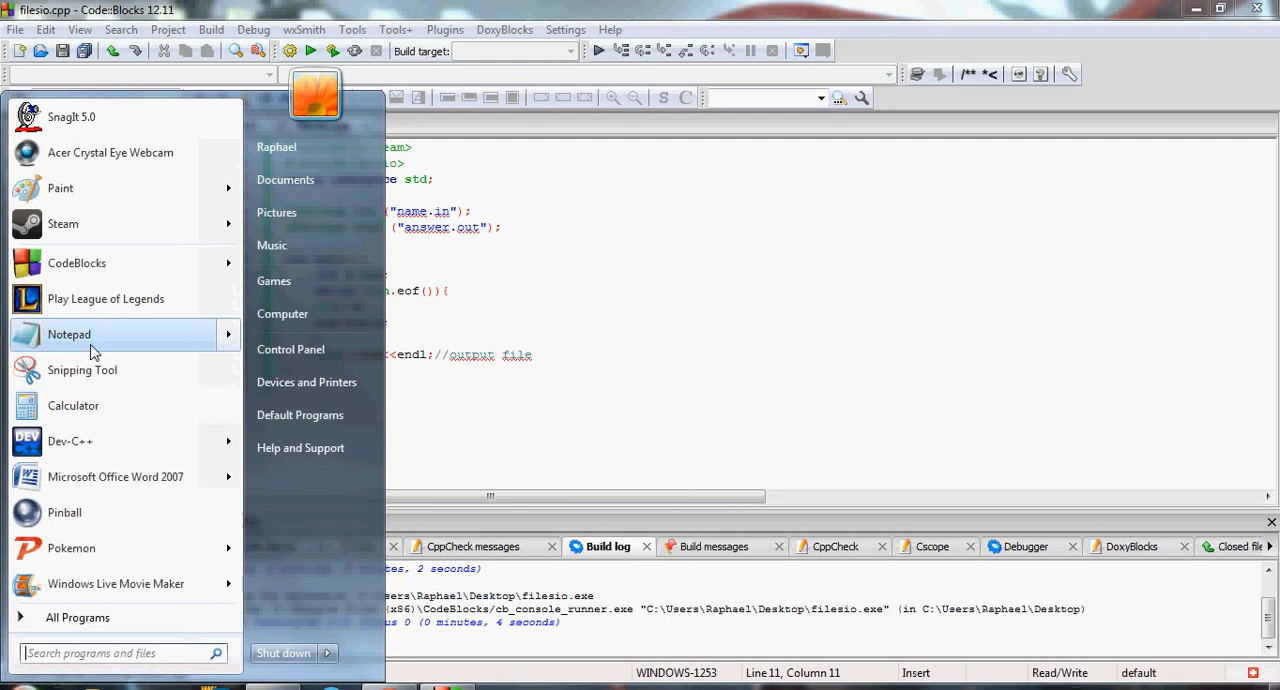 filesio.cpp - Code::Blocks 12.11
File Edit View Search Project Build Debug wxSmith Tools Tools+ Plugins DoxyBlocks Settings Help
Build target:
/** *<
S C
SnagIt 5.0
Acer Crystal Eye Webcam
Paint
Steam
CodeBlocks
Play League of Legends
Notepad
Snipping Tool
Calculator
Dev-C++
Microsoft Office Word 2007
Pinball
Pokemon
Windows Live Movie Maker
All Programs
Search programs and files
Raphael
Documents
Pictures
Music
Games
Computer
Control Panel
Devices and Printers
Default Programs
Help and Support
Shut down
eam>
io>
ce std;
("name.in");
("answer.out");
;
n.eof()){
;
<<endl;//output file
CppCheck messages Build log Build messages CppCheck Cscope Debugger DoxyBlocks Closed file
nutes, 2 seconds)
ers\Raphael\Desktop\filesio.exe
(x86)\CodeBlocks/cb_console_runner.exe "C:\Users\Raphael\Desktop\filesio.exe" (in C:\Users\Raphael\Desktop)
us 0 (0 minutes, 4 seconds)
WINDOWS-1253 Line 11, Column 11 Insert Read/Write default